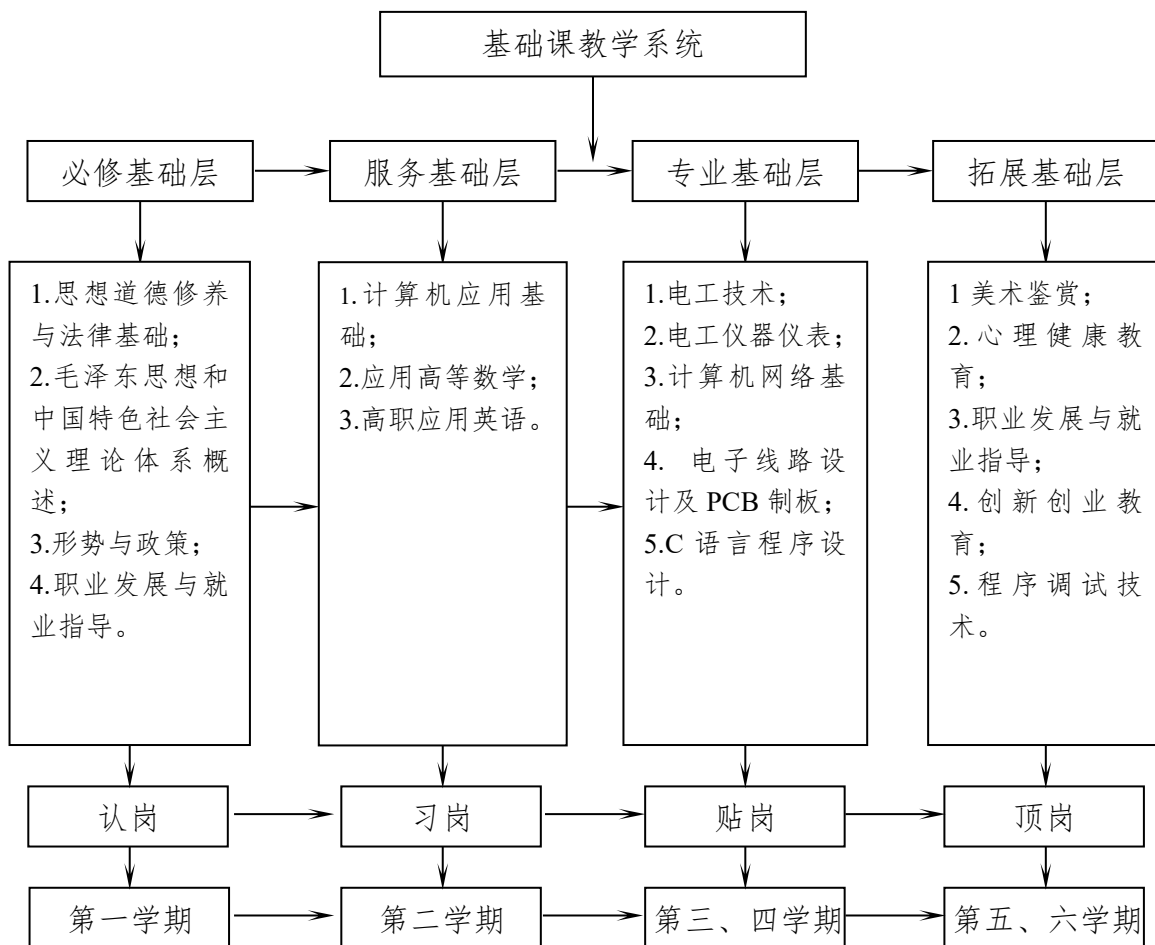 基础课教学系统
必修基础层
服务基础层
专业基础层
拓展基础层
1.思想道德修养
与法律基础；
2.毛泽东思想和
中国特色社会主
义理论体系概
述；
3.形势与政策；
4.职业发展与就
业指导。
1.计算机应用基
础；
2.应用高等数学；
3.高职应用英语。
1.电工技术；
2.电工仪器仪表；
3.计算机网络基
础；
4. 电子线路设
计及 PCB 制板；
5.C 语言程序设
计。
1 美术鉴赏；
2.心理健康教
育；
3.职业发展与就
业指导；
4.创新创业教
育；
5.程序调试技
术。
认岗
习岗
贴岗
顶岗
第一学期
第二学期
第三、四学期
第五、六学期